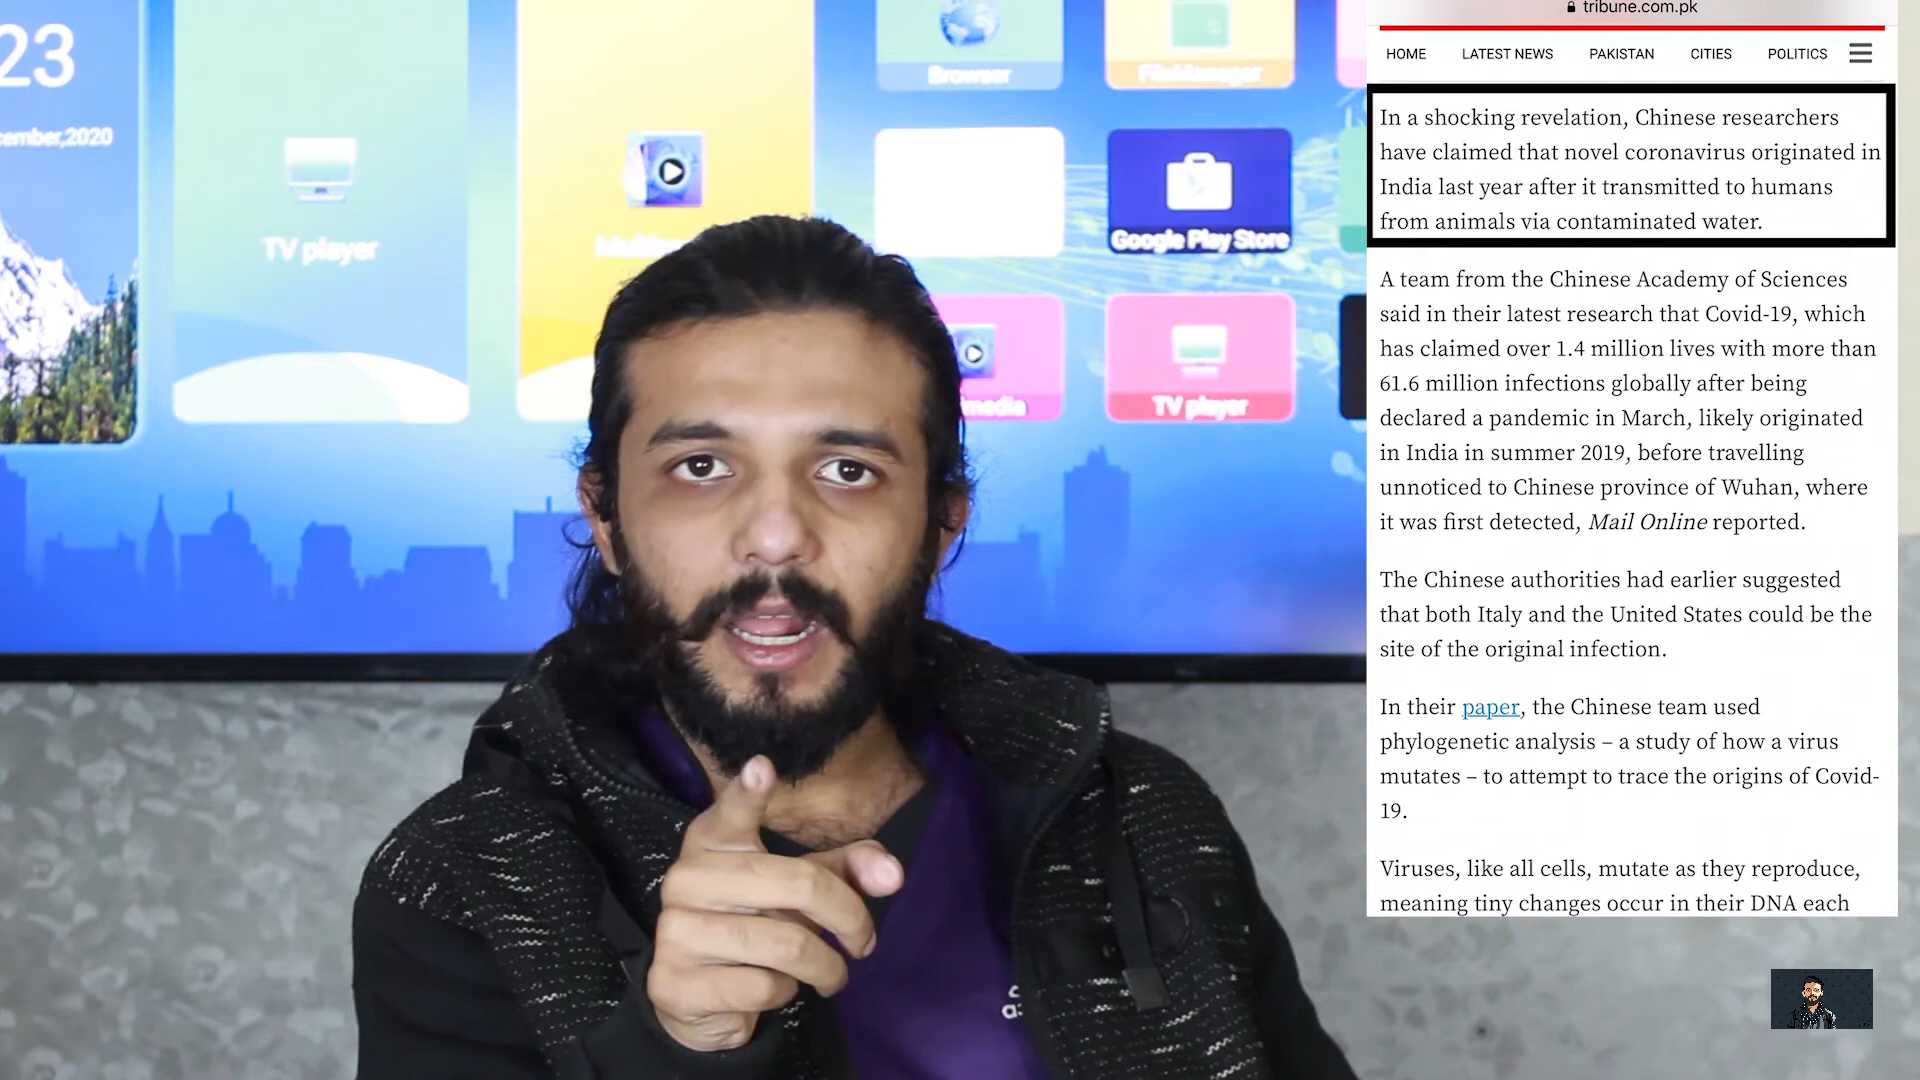 23
cember,2020
TV player
Browser
FileManager
Google Play Store
media
TV player
a:
tribune.com.pk
HOME LATEST NEWS PAKISTAN CITIES POLITICS
In a shocking revelation, Chinese researchers
have claimed that novel coronavirus originated in
India last year after it transmitted to humans
from animals via contaminated water.
A team from the Chinese Academy of Sciences
said in their latest research that Covid-19, which
has claimed over 1.4 million lives with more than
61.6 million infections globally after being
declared a pandemic in March, likely originated
in India in summer 2019, before travelling
unnoticed to Chinese province of Wuhan, where
it was first detected, Mail Online reported.
The Chinese authorities had earlier suggested
that both Italy and the United States could be the
site of the original infection.
In their paper, the Chinese team used
phylogenetic analysis – a study of how a virus
mutates – to attempt to trace the origins of Covid-
19.
Viruses, like all cells, mutate as they reproduce,
meaning tiny changes occur in their DNA each